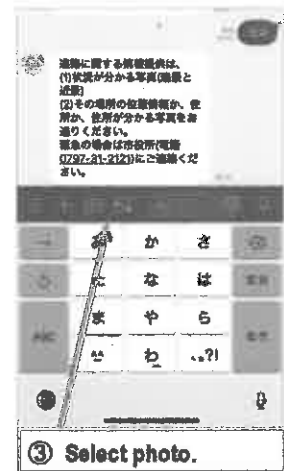 道路に関する情報提供は、
(1)状況が分かる写真(遠景と
近景)
(2)その場所の位置情報か、住
所か、住所が分かる写真をお
送りください。
緊急の場合は市役所(電話
0797-31-2121)にご連絡くだ
さい。
あ か さ
た な は
ま や ら
^^ わ 、。?!
ABC
③ Select photo.